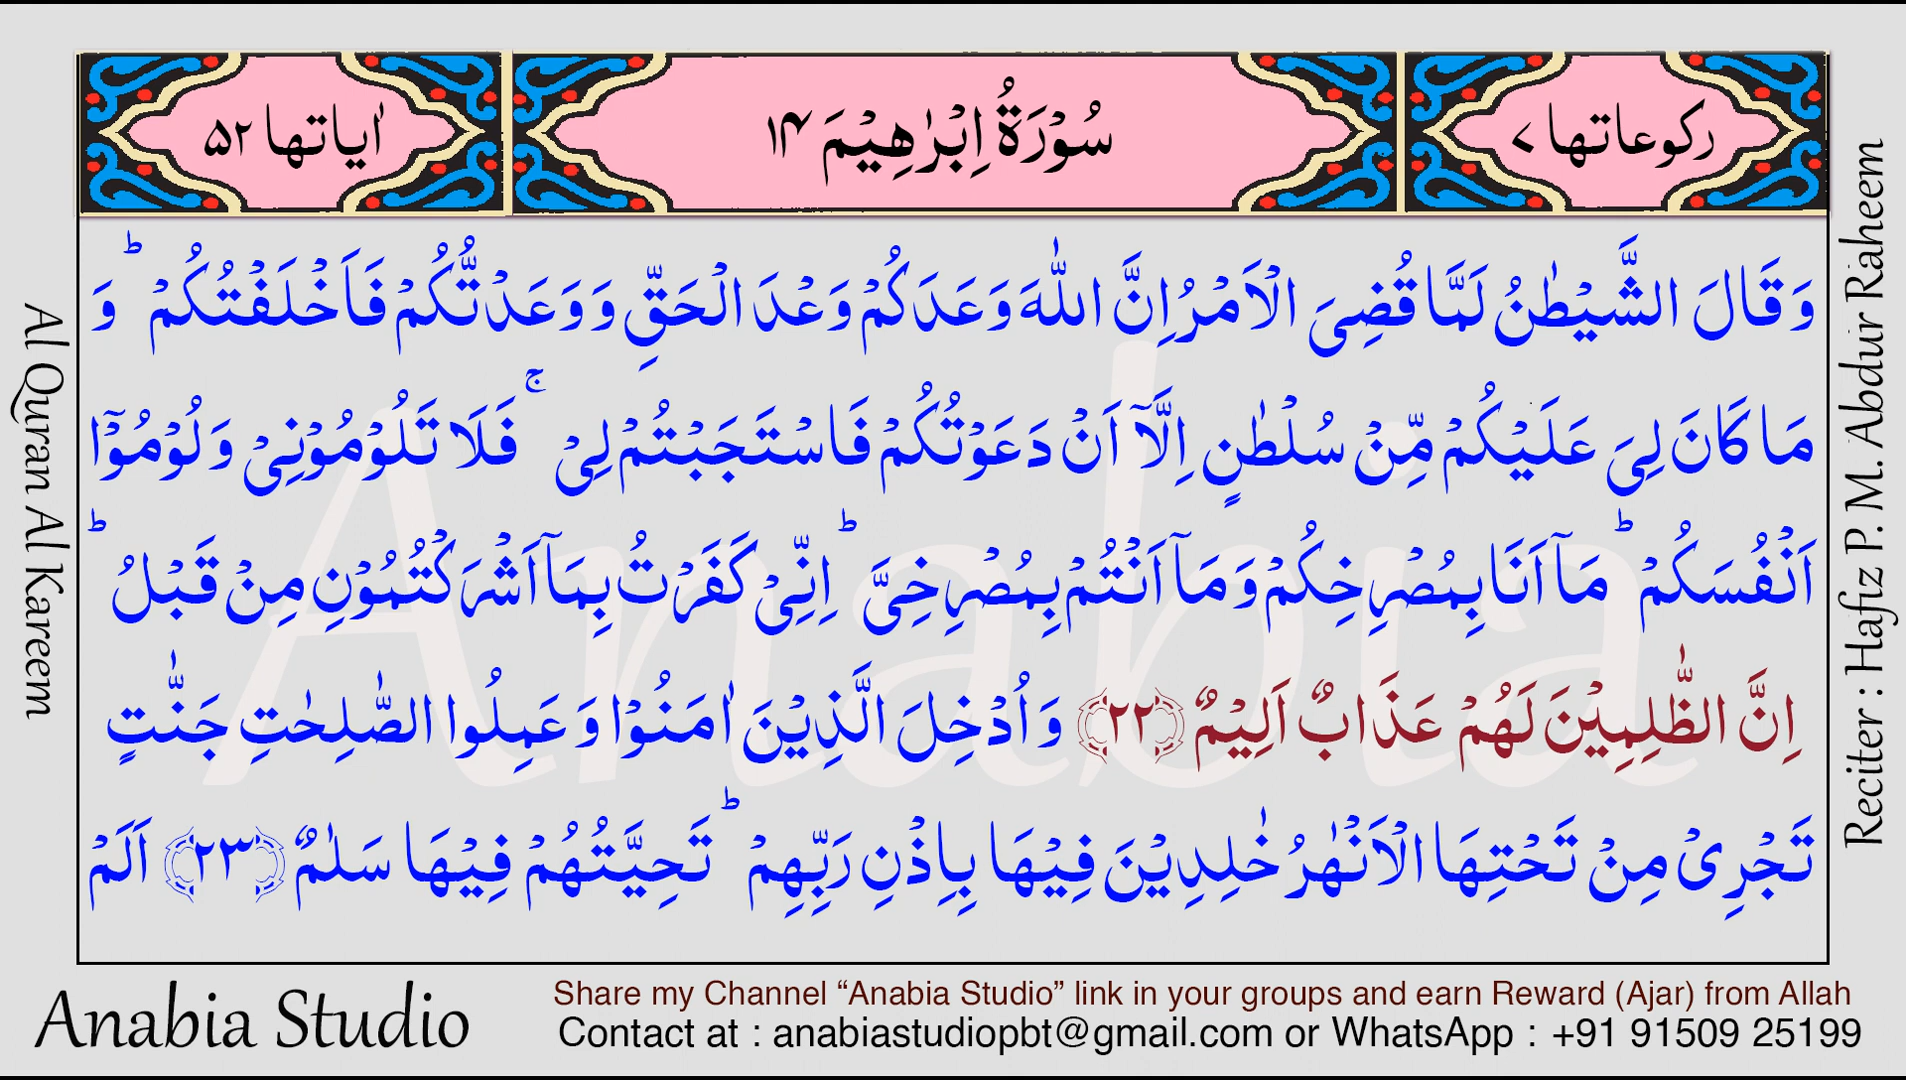 رکوعاتها ۷
سُوْرَةُ اِبْرٰهِيْمَ ۱۴
اٰیاتها ۵۲
وَقَالَ الشَّيْطٰنُ لَمَّا قُضِىَ الْاَمْرُ اِنَّ اللّٰهَ وَعَدَكُمْ وَعْدَ الْحَقِّ وَوَعَدْتُّكُمْ فَاَخْلَفْتُكُمْ ؕ وَ
مَا كَانَ لِىَ عَلَيْكُمْ مِّنْ سُلْطٰنٍ اِلَّاۤ اَنْ دَعَوْتُكُمْ فَاسْتَجَبْتُمْ لِىْ ۚ فَلَا تَلُوْمُوْنِىْ وَلُوْمُوْۤا
اَنْفُسَكُمْ ؕ مَاۤ اَنَا بِمُصْرِخِكُمْ وَمَاۤ اَنْتُمْ بِمُصْرِخِىَّ ؕ اِنِّىْ كَفَرْتُ بِمَاۤ اَشْرَكْتُمُوْنِ مِنْ قَبْلُ ؕ
اِنَّ الظّٰلِمِيْنَ لَهُمْ عَذَابٌ اَلِيْمٌ ﴿۲۲﴾ وَاُدْخِلَ الَّذِيْنَ اٰمَنُوْا وَعَمِلُوا الصّٰلِحٰتِ جَنّٰتٍ
تَجْرِىْ مِنْ تَحْتِهَا الْاَنْهٰرُ خٰلِدِيْنَ فِيْهَا بِاِذْنِ رَبِّهِمْ ؕ تَحِيَّتُهُمْ فِيْهَا سَلٰمٌ ﴿۲۳﴾ اَلَمْ
Al Quran Al Kareem
Reciter : Hafiz P. M. Abdur Raheem
Anabia
Anabia Studio
Share my Channel “Anabia Studio” link in your groups and earn Reward (Ajar) from Allah
Contact at : anabiastudiopbt@gmail.com or WhatsApp : +91 91509 25199